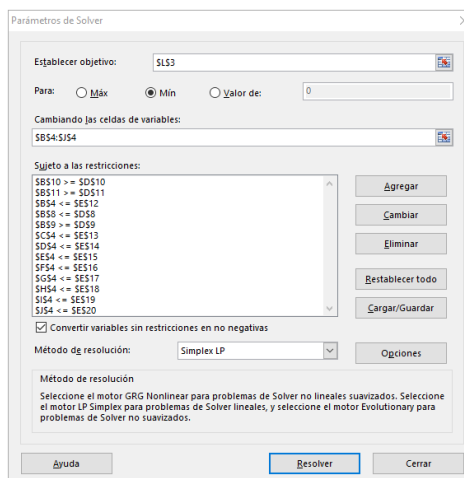 Parámetros de Solver
Establecer objetivo: $L$3
Para: Máx Mín Valor de: 0
Cambiando las celdas de variables:
$B$4:$J$4
Sujeto a las restricciones:
$B$10 >= $D$10
$B$11 >= $D$11
$B$4 <= $E$12
$B$8 <= $D$8
$B$9 >= $D$9
$C$4 <= $E$13
$D$4 <= $E$14
$E$4 <= $E$15
$F$4 <= $E$16
$G$4 <= $E$17
$H$4 <= $E$18
$I$4 <= $E$19
$J$4 <= $E$20
Agregar
Cambiar
Eliminar
Restablecer todo
Cargar/Guardar
Convertir variables sin restricciones en no negativas
Método de resolución: Simplex LP Opciones
Método de resolución
Seleccione el motor GRG Nonlinear para problemas de Solver no lineales suavizados. Seleccione
el motor LP Simplex para problemas de Solver lineales, y seleccione el motor Evolutionary para
problemas de Solver no suavizados.
Ayuda Resolver Cerrar